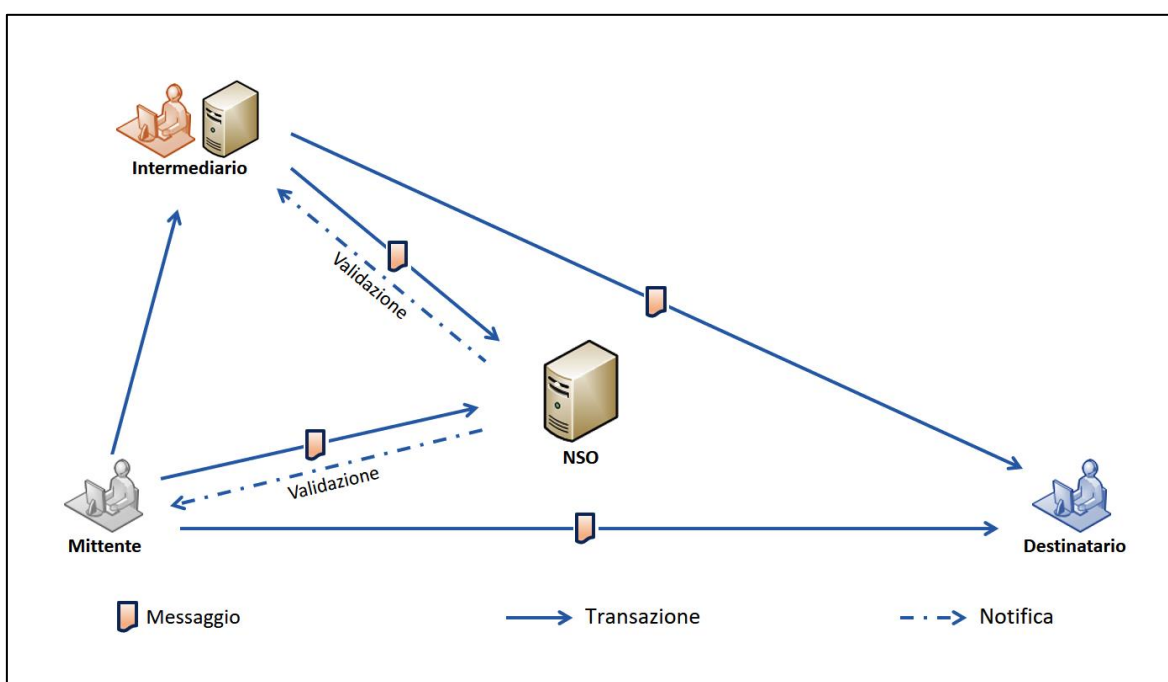 Intermediario
Validazione
NSO
Validazione
Mittente
Destinatario
Messaggio
Transazione
Notifica